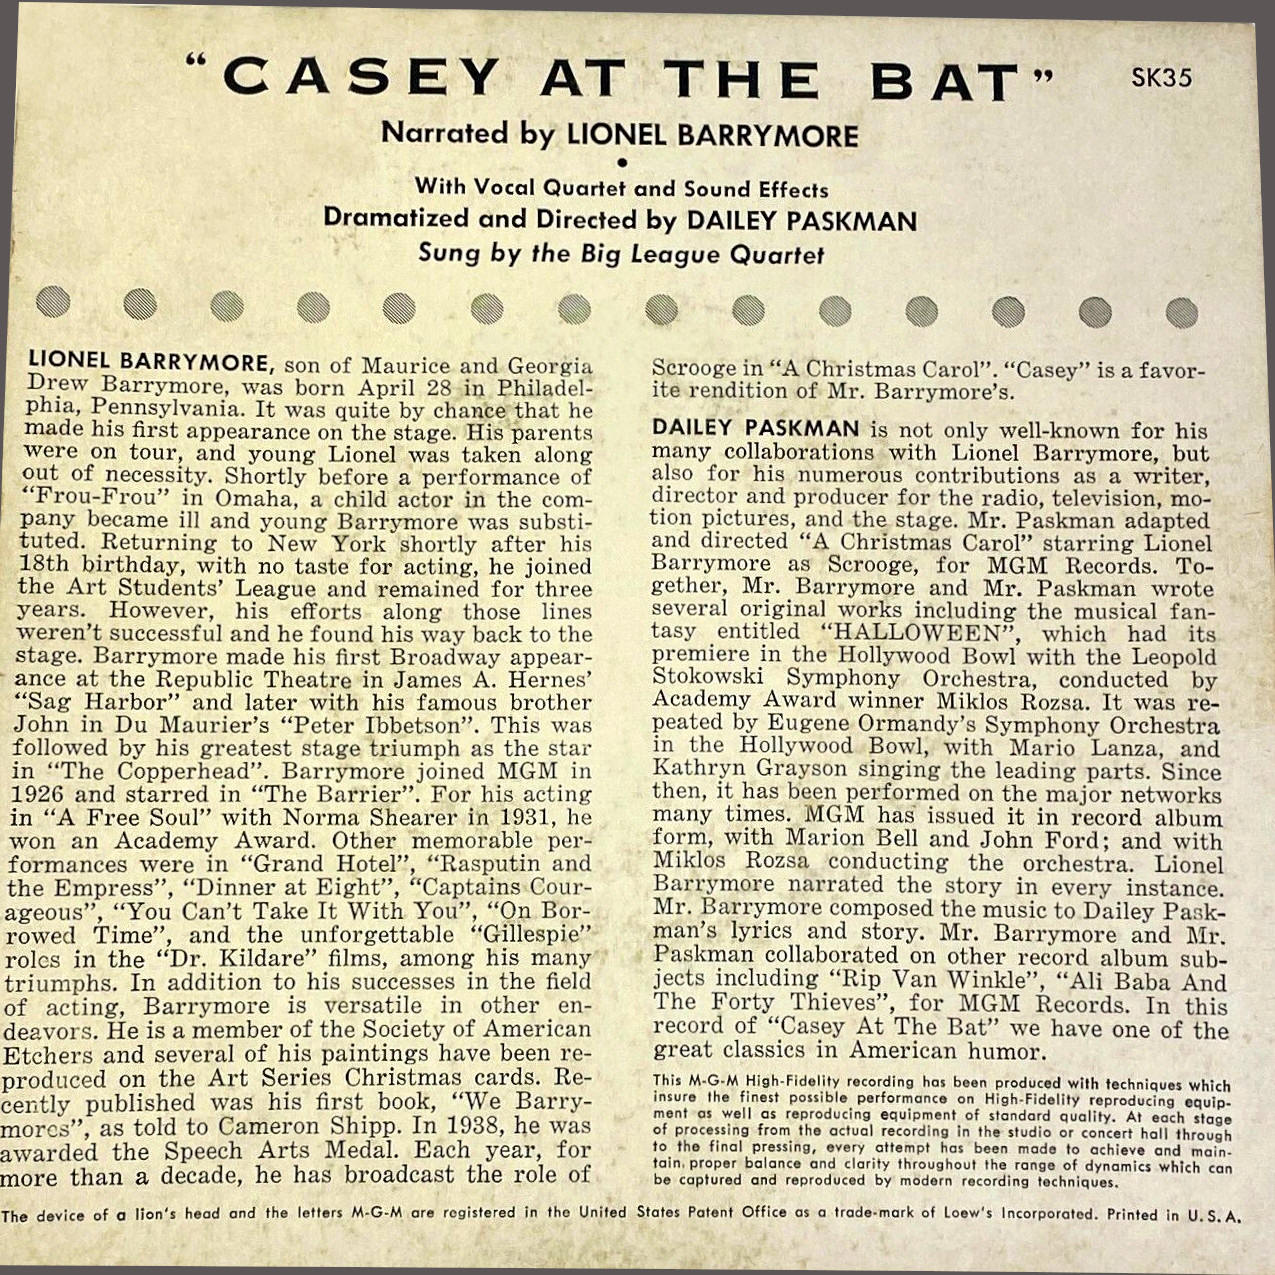 "CASEY AT THE BAT"
SK35
Narrated by LIONEL BARRYMORE
With Vocal Quartet and Sound Effects
Dramatized and Directed by DAILEY PASKMAN
Sung by the Big League Quartet
LIONEL BARRYMORE, son of Maurice and Georgia
Drew Barrymore, was born April 28 in Philadel-
phia, Pennsylvania. It was quite by chance that he
made his first appearance on the stage. His parents
were on tour, and young Lionel was taken along
out of necessity. Shortly before a performance of
"Frou-Frou" in Omaha, a child actor in the com-
pany became ill and young Barrymore was substi-
tuted. Returning to New York shortly after his
18th birthday, with no taste for acting, he joined
the Art Students' League and remained for three
years. However, his efforts along those lines
weren't successful and he found his way back to the
stage. Barrymore made his first Broadway appear-
ance at the Republic Theatre in James A. Hernes'
"Sag Harbor" and later with his famous brother
John in Du Maurier's "Peter Ibbetson". This was
followed by his greatest stage triumph as the star
in "The Copperhead". Barrymore joined MGM in
1926 and starred in "The Barrier". For his acting
in "A Free Soul" with Norma Shearer in 1931, he
won an Academy Award. Other memorable per-
formances were in "Grand Hotel", "Rasputin and
the Empress", "Dinner at Eight", "Captains Cour-
ageous", "You Can't Take It With You", "On Bor-
rowed Time", and the unforgettable "Gillespie"
roles in the "Dr. Kildare" films, among his many
triumphs. In addition to his successes in the field
of acting, Barrymore is versatile in other en-
deavors. He is a member of the Society of American
Etchers and several of his paintings have been re-
produced on the Art Series Christmas cards. Re-
cently published was his first book, "We Barry-
mores", as told to Cameron Shipp. In 1938, he was
awarded the Speech Arts Medal. Each year, for
more than a decade, he has broadcast the role of
Scrooge in "A Christmas Carol". "Casey" is a favor-
ite rendition of Mr. Barrymore's.
DAILEY PASKMAN is not only well-known for his
many collaborations with Lionel Barrymore, but
also for his numerous contributions as a writer,
director and producer for the radio, television, mo-
tion pictures, and the stage. Mr. Paskman adapted
and directed "A Christmas Carol" starring Lionel
Barrymore as Scrooge, for MGM Records. To-
gether, Mr. Barrymore and Mr. Paskman wrote
several original works including the musical fan-
tasy entitled "HALLOWEEN", which had its
premiere in the Hollywood Bowl with the Leopold
Stokowski Symphony Orchestra, conducted by
Academy Award winner Miklos Rozsa. It was re-
peated by Eugene Ormandy's Symphony Orchestra
in the Hollywood Bowl, with Mario Lanza, and
Kathryn Grayson singing the leading parts. Since
then, it has been performed on the major networks
many times. MGM has issued it in record album
form, with Marion Bell and John Ford; and with
Miklos Rozsa conducting the orchestra. Lionel
Barrymore narrated the story in every instance.
Mr. Barrymore composed the music to Dailey Pask-
man's lyrics and story. Mr. Barrymore and Mr.
Paskman collaborated on other record album sub-
jects including "Rip Van Winkle", "Ali Baba And
The Forty Thieves", for MGM Records. In this
record of "Casey At The Bat" we have one of the
great classics in American humor.
This M-G-M High-Fidelity recording has been produced with techniques which
insure the finest possible performance on High-Fidelity reproducing equip-
ment as well as reproducing equipment of standard quality. At each stage
of processing from the actual recording in the studio or concert hall through
to the final pressing, every attempt has been made to achieve and main-
tain proper balance and clarity throughout the range of dynamics which can
be captured and reproduced by modern recording techniques.
The device of a lion's head and the letters M-G-M are registered in the United States Patent Office as a trade-mark of Loew's Incorporated. Printed in U.S.A.